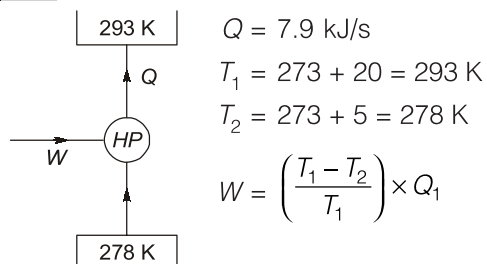 293 K
Q
HP
W
278 K
Q = 7.9 kJ/s
T₁ = 273 + 20 = 293 K
T₂ = 273 + 5 = 278 K
W = ((T₁ – T₂)/T₁) × Q₁